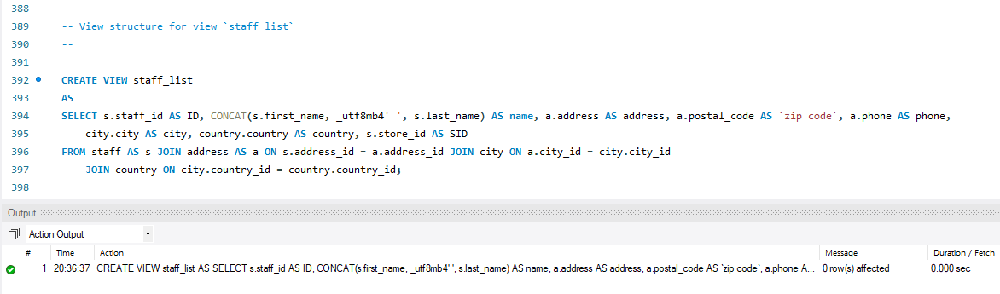 388 --
389 -- View structure for view `staff_list`
390 --
391
392 CREATE VIEW staff_list
393 AS
394 SELECT s.staff_id AS ID, CONCAT(s.first_name, _utf8mb4' ', s.last_name) AS name, a.address AS address, a.postal_code AS `zip code`, a.phone AS phone,
395 city.city AS city, country.country AS country, s.store_id AS SID
396 FROM staff AS s JOIN address AS a ON s.address_id = a.address_id JOIN city ON a.city_id = city.city_id
397 JOIN country ON city.country_id = country.country_id;
398
Output
Action Output
# Time Action Message Duration / Fetch
1 20:36:37 CREATE VIEW staff_list AS SELECT s.staff_id AS ID, CONCAT(s.first_name, _utf8mb4' ', s.last_name) AS name, a.address AS address, a.postal_code AS `zip code`, a.phone A... 0 row(s) affected 0.000 sec